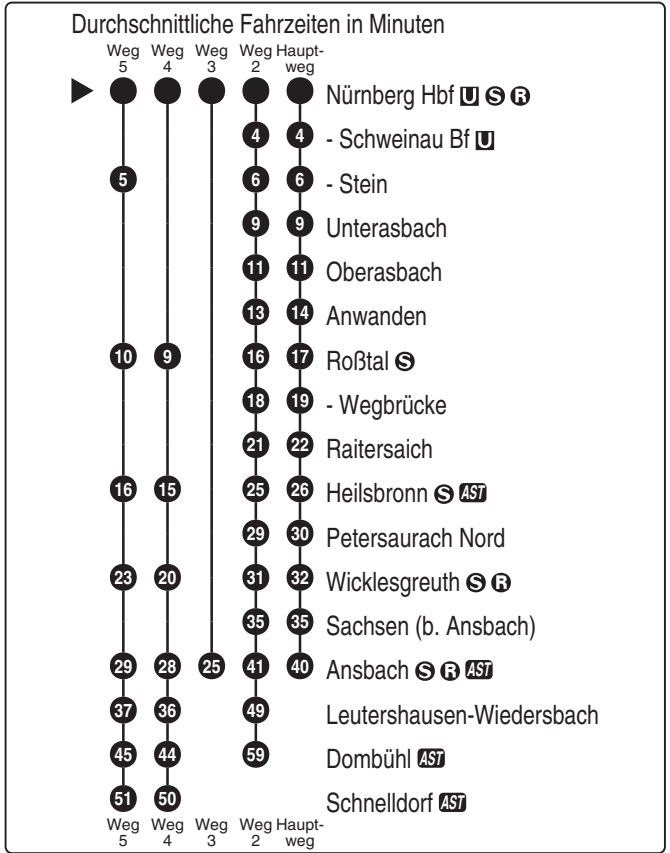 Durchschnittliche Fahrzeiten in Minuten
Weg Weg Weg Weg Haupt-
5 4 3 2 weg
Nürnberg Hbf U S R
4 4 - Schweinau Bf U
5 6 6 - Stein
9 9 Unterasbach
11 11 Oberasbach
13 14 Anwanden
10 9 16 17 Roßtal S
18 19 - Wegbrücke
21 22 Raitersaich
16 15 25 26 Heilsbronn S AST
29 30 Petersaurach Nord
23 20 31 32 Wicklesgreuth S R
35 35 Sachsen (b. Ansbach)
29 28 25 41 40 Ansbach S R AST
37 36 49 Leutershausen-Wiedersbach
45 44 59 Dombühl AST
51 50 Schnelldorf AST
Weg Weg Weg Weg Haupt-
5 4 3 2 weg